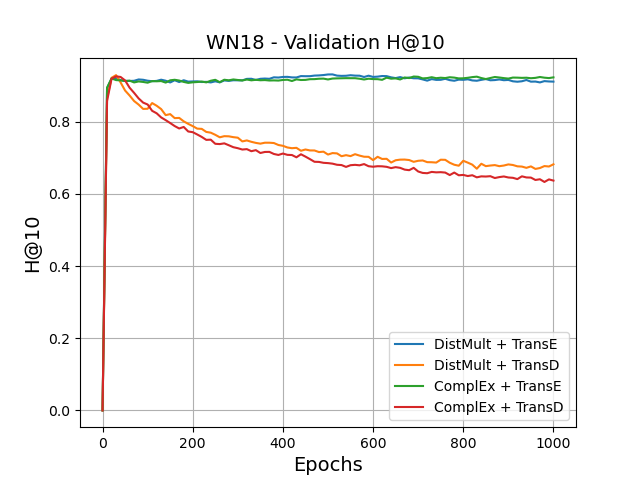 WN18 - Validation H@10
H@10
0.8
0.6
0.4
0.2
0.0
0
200
400
600
800
1000
Epochs
DistMult + TransE
DistMult + TransD
ComplEx + TransE
ComplEx + TransD